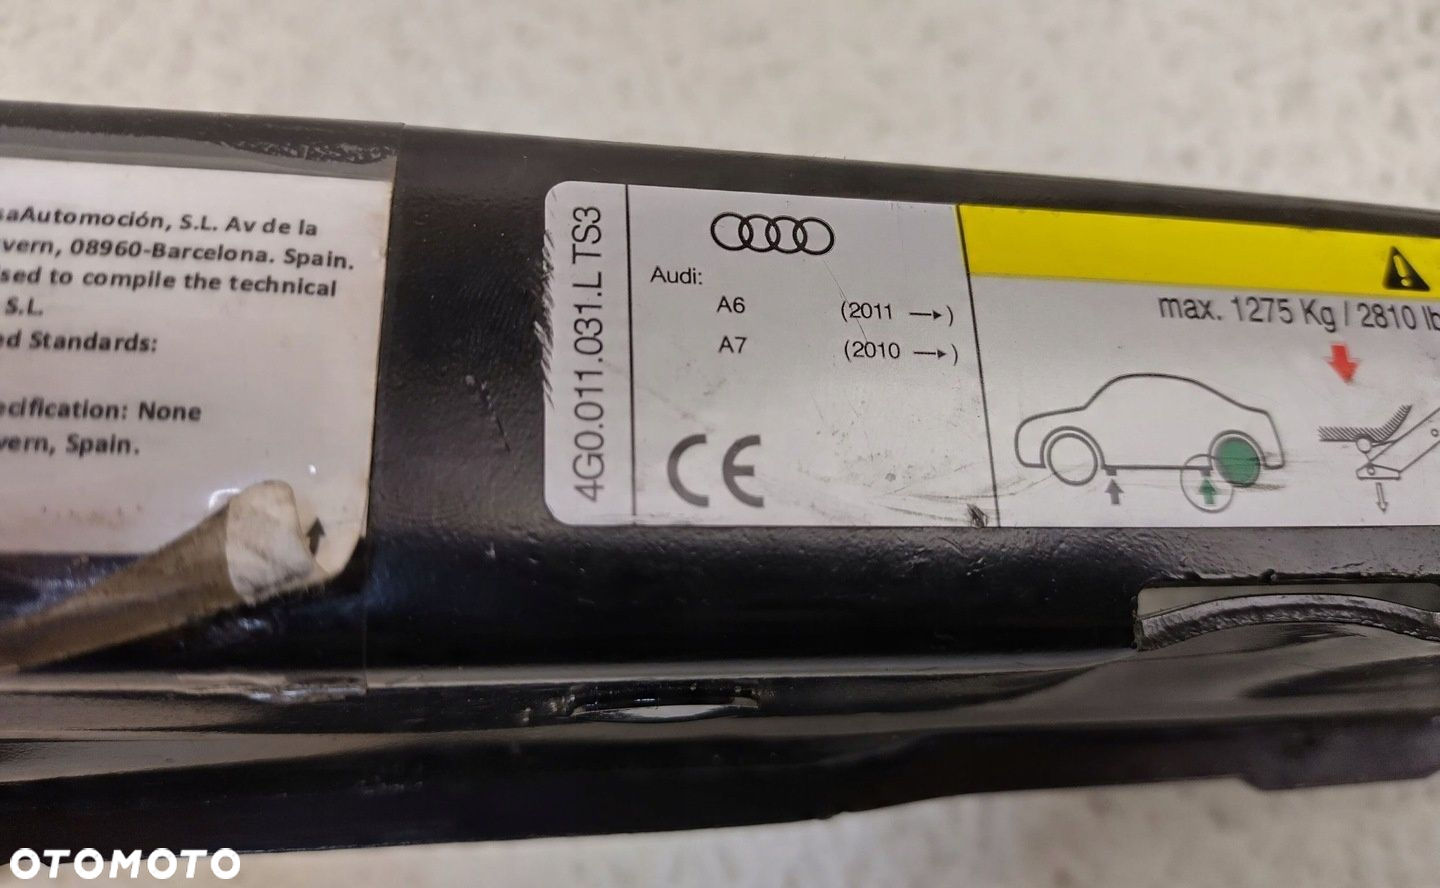 saAutomoción, S.L. Av de la
vern, 08960-Barcelona. Spain.
sed to compile the technical
S.L.
ed Standards:
ecification: None
vern, Spain.
4G0.011.031.L TS3
Audi:
A6 (2011 →)
A7 (2010 →)
CE
max. 1275 Kg / 2810 lb
OTOMOTO